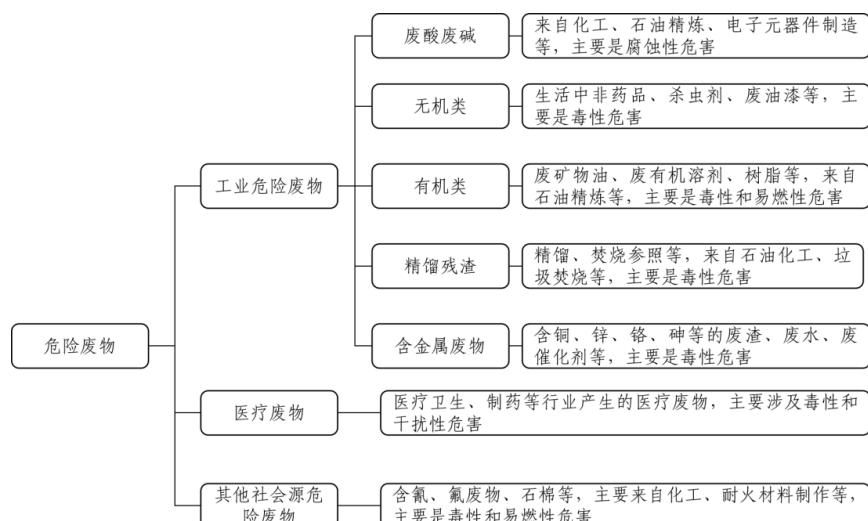 废酸废碱
来自化工、石油精炼、电子元器件制造
等，主要是腐蚀性危害
无机类
生活中非药品、杀虫剂、废油漆等，主
要是毒性危害
工业危险废物
有机类
废矿物油、废有机溶剂、树脂等，来自
石油精炼等，主要是毒性和易燃性危害
精馏残渣
精馏、焚烧参照等，来自石油化工、垃
圾焚烧等，主要是毒性危害
危险废物
含金属废物
含铜、锌、铬、砷等的废渣、废水、废
催化剂等，主要是毒性危害
医疗废物
医疗卫生、制药等行业产生的医疗废物，主要涉及毒性和
干扰性危害
其他社会源危
险废物
含氰、氟废物、石棉等，主要来自化工、耐火材料制作等，
主要是毒性和易燃性危害